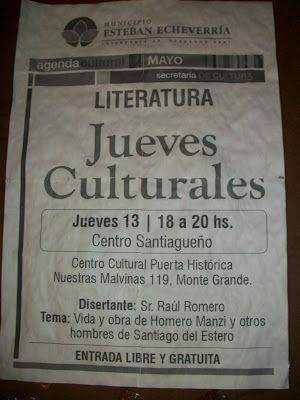 MUNICIPIO
ESTEBAN ECHEVERRÍA
agendacultural
MAYO
secretaría DE CULTURA
LITERATURA
Jueves
Culturales
Jueves 13 | 18 a 20 hs.
Centro Santiagueño
Centro Cultural Puerta Histórica
Nuestras Malvinas 119, Monte Grande.
Disertante: Sr. Raúl Romero
Tema: Vida y obra de Homero Manzi y otros
hombres de Santiago del Estero
ENTRADA LIBRE Y GRATUITA